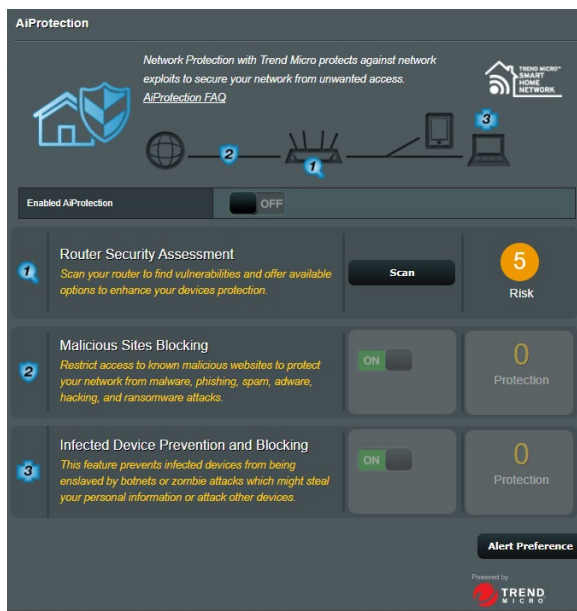 AiProtection
Network Protection with Trend Micro protects against network
exploits to secure your network from unwanted access.
AiProtection FAQ
TREND MICRO™
SMART
HOME
NETWORK
3
2
1
Enabled AiProtection
OFF
1
Router Security Assessment
Scan your router to find vulnerabilities and offer available
options to enhance your devices protection.
Scan
5
Risk
2
Malicious Sites Blocking
Restrict access to known malicious websites to protect
your network from malware, phishing, spam, adware,
hacking, and ransomware attacks.
ON
0
Protection
3
Infected Device Prevention and Blocking
This feature prevents infected devices from being
enslaved by botnets or zombie attacks which might steal
your personal information or attack other devices.
ON
0
Protection
Alert Preference
Powered by
TREND
MICRO